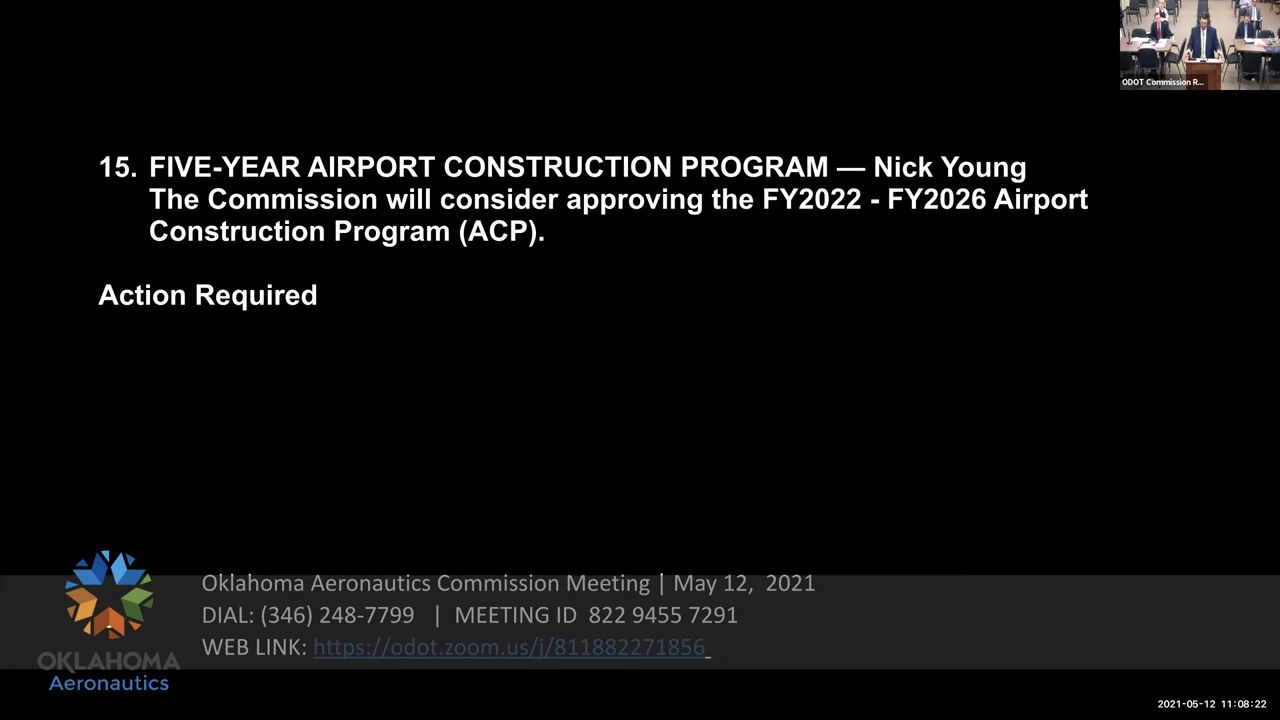 ODOT Commission R...
15. FIVE-YEAR AIRPORT CONSTRUCTION PROGRAM — Nick Young
The Commission will consider approving the FY2022 - FY2026 Airport
Construction Program (ACP).
Action Required
Oklahoma Aeronautics Commission Meeting | May 12, 2021
DIAL: (346) 248-7799 | MEETING ID 822 9455 7291
WEB LINK: https://odot.zoom.us/j/811882271856
OKLAHOMA
Aeronautics
2021-05-12 11:08:22